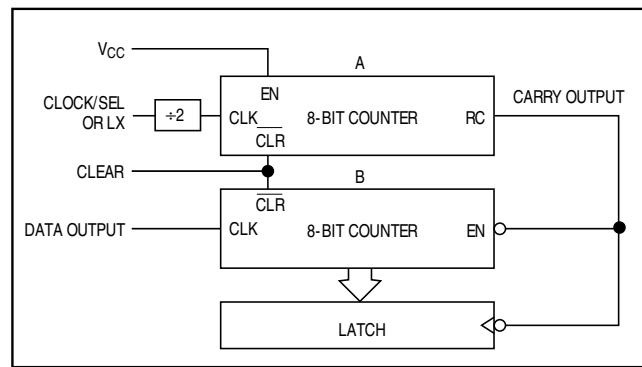 V_CC
A
EN
CLOCK/SEL
OR LX
÷2
CLK
8-BIT COUNTER
RC
CARRY OUTPUT
CLR
CLEAR
B
CLR
DATA OUTPUT
CLK
8-BIT COUNTER
EN
LATCH